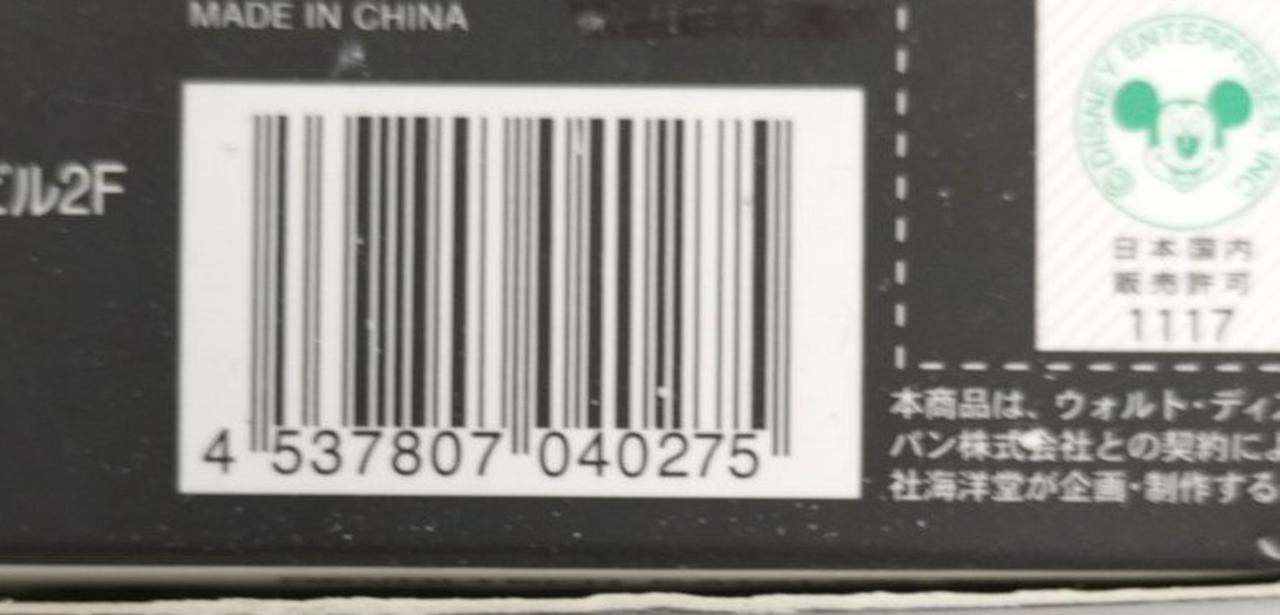 MADE IN CHINA
ビル2F
4 537807 040275
© DISNEY ENTERPRISES, INC.
日本国内
販売許可
1117
本商品は、ウォルト・ディ
パン株式会社との契約によ
社海洋堂が企画・制作する